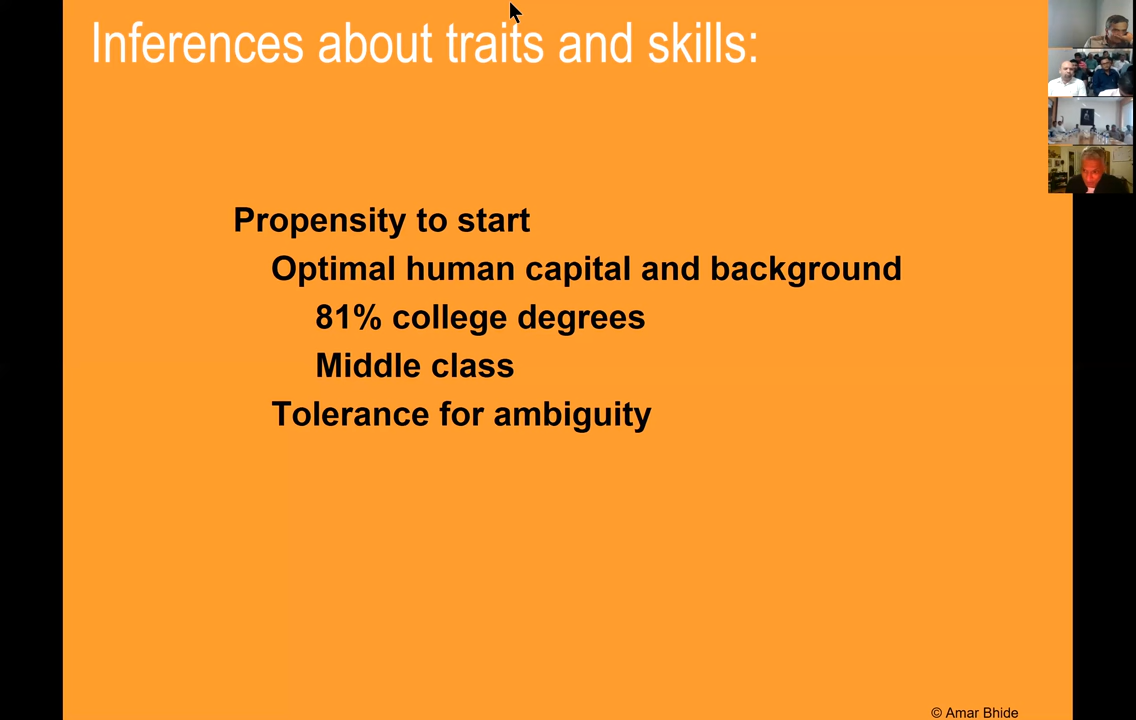 Inferences about traits and skills:
Propensity to start
Optimal human capital and background
81% college degrees
Middle class
Tolerance for ambiguity
© Amar Bhide